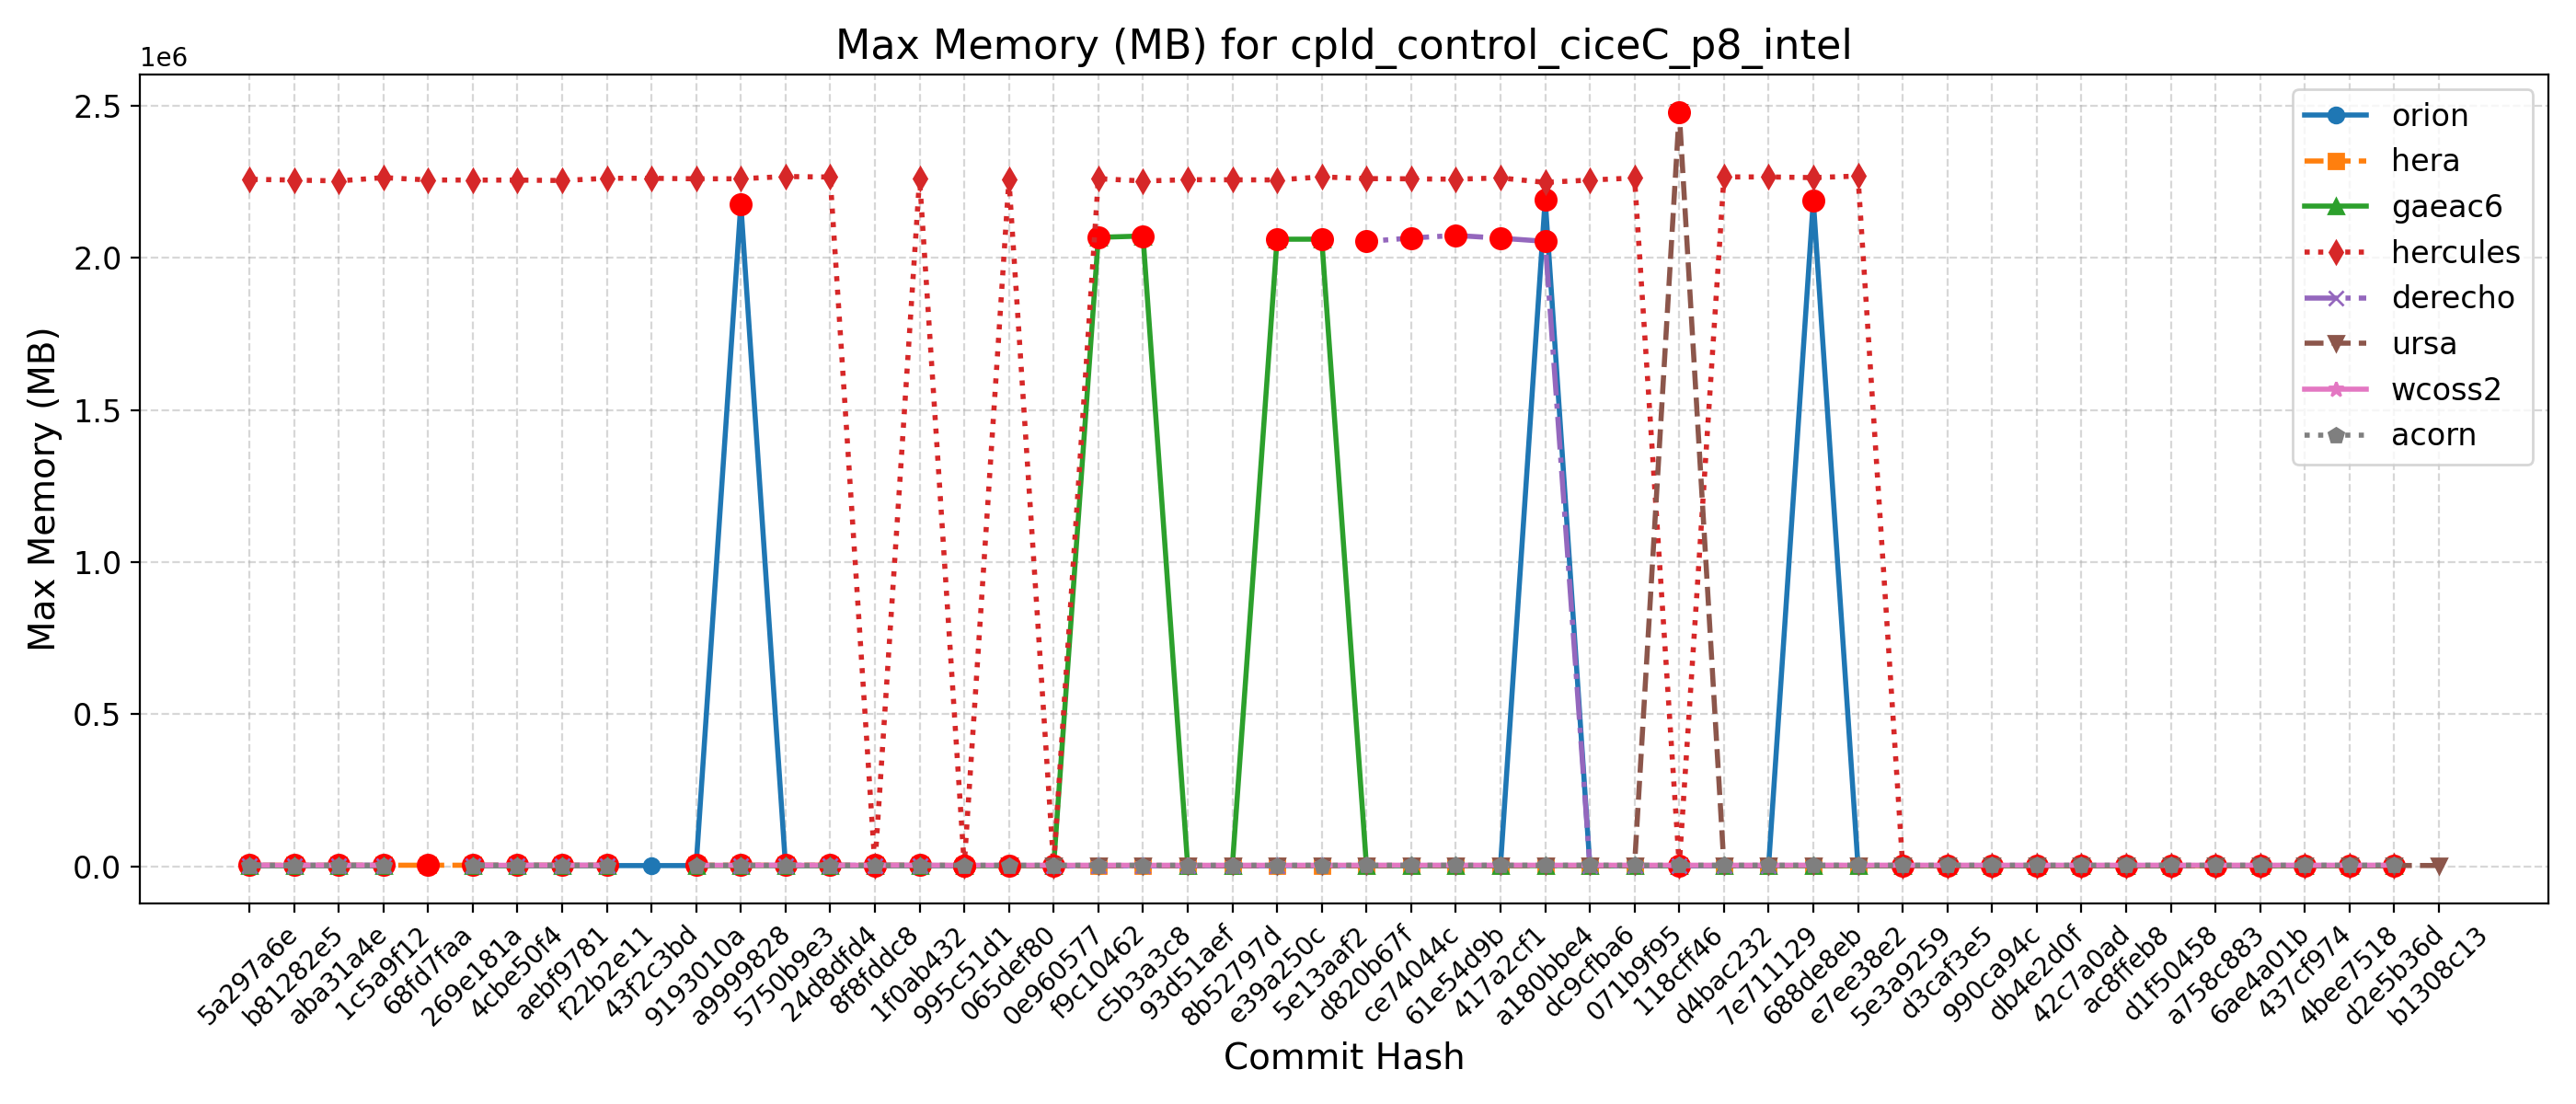 Max Memory (MB) for cpld_control_ciceC_p8_intel
1e6
2.5
2.0
1.5
1.0
0.5
0.0
Max Memory (MB)
orion
hera
gaeac6
hercules
derecho
ursa
wcoss2
acorn
5a297a6e
b81282e5
aba31a4e
1c5a9f12
68fd7faa
269e181a
4cbe50f4
aebf9781
f22b2e11
43f2c3bd
9193010a
a9999828
5750b9e3
24d8dfd4
8f8fddc8
1f0ab432
995c51d1
065def80
0e960577
f9c10462
c5b3a3c8
93d51aef
8b52797d
e39a250c
5e13aaf2
d820b67f
ce74044c
61e54d9b
417a2cf1
a180bbe4
dc9cfba6
071b9f95
118cff46
d4bac232
7e711129
688de8eb
e7ee38e2
5e3a9259
d3caf3e5
990ca94c
db4e2d0f
42c7a0ad
ac8ffeb8
d1f50458
a758c883
6ae4a01b
437cf974
4bee7518
d2e5b36d
b1308c13
Commit Hash